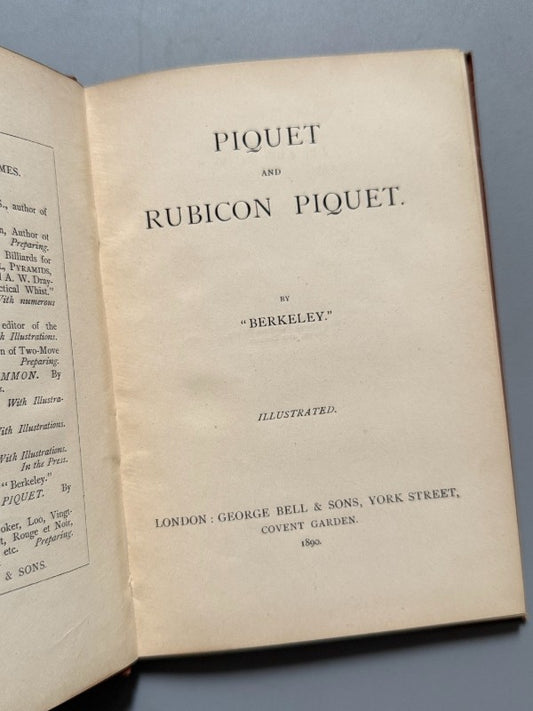 MES.
S., author of
n, Author of
Preparing.
Billiards for
PYRAMIDS,
A. W. Dray-
ctical Whist."
With numerous
editor of the
h Illustrations.
n of Two-Move
Preparing.
MMON. By
s.
With Illustra-
With Illustrations.
With Illustrations.
In the Press.
"Berkeley."
PIQUET. By
oker, Loo, Vingt-
t, Rouge et Noir,
etc. Preparing.
& SONS.
PIQUET
AND
RUBICON PIQUET.
BY
"BERKELEY."
ILLUSTRATED.
LONDON: GEORGE BELL & SONS, YORK STREET,
COVENT GARDEN.
1890.